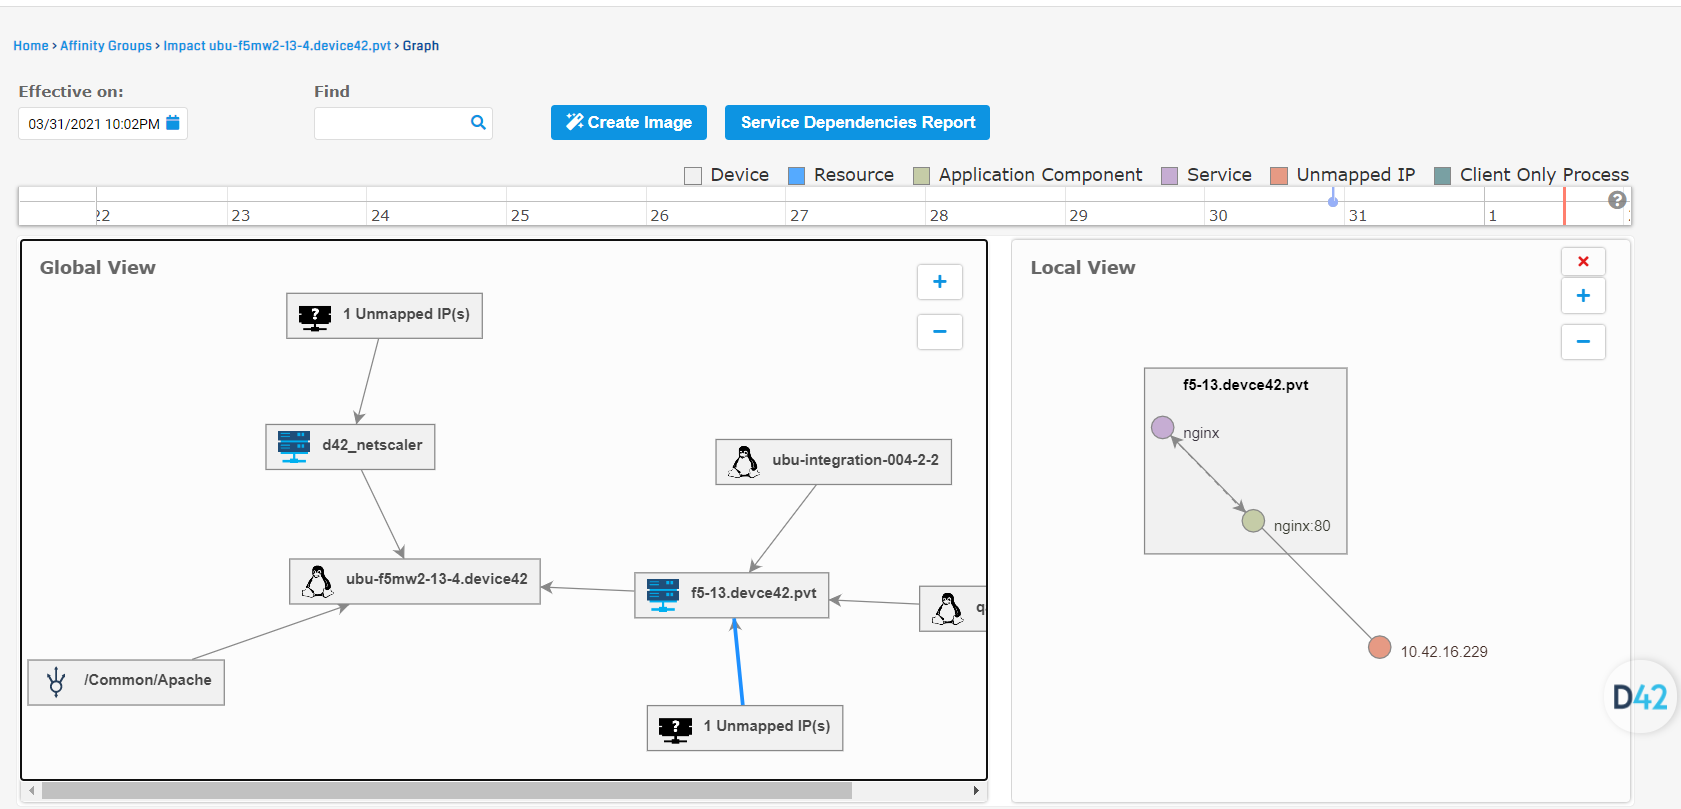 Home › Affinity Groups › Impact ubu-f5mw2-13-4.device42.pvt › Graph
Effective on:
Find
03/31/2021 10:02PM
Create Image
Service Dependencies Report
Device
Resource
Application Component
Service
Unmapped IP
Client Only Process
22
23
24
25
26
27
28
29
30
31
1
?
Global View
+
−
? 1 Unmapped IP(s)
d42_netscaler
ubu-integration-004-2-2
ubu-f5mw2-13-4.device42
f5-13.devce42.pvt
/Common/Apache
? 1 Unmapped IP(s)
Local View
×
+
−
f5-13.devce42.pvt
nginx
nginx:80
10.42.16.229
D42